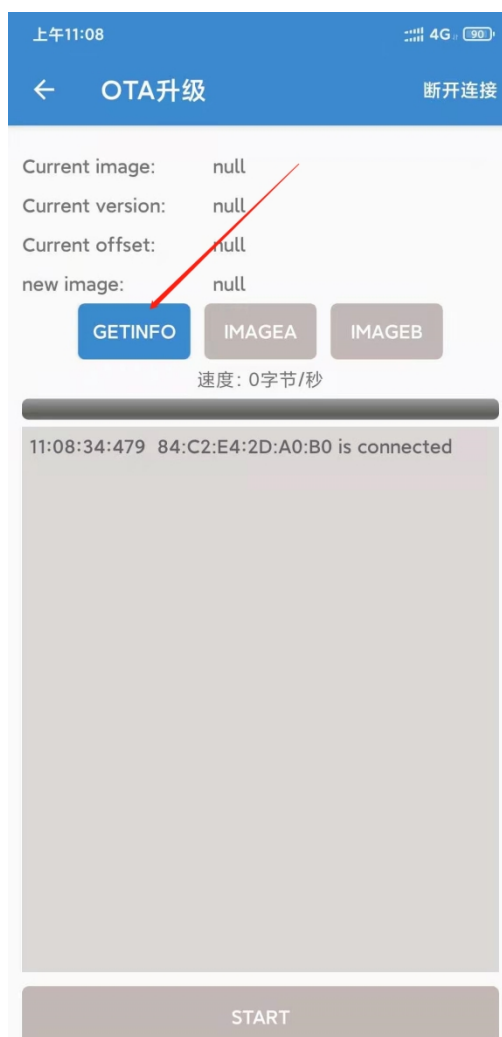 上午11:08 4G 90
← OTA升级 断开连接
Current image: null
Current version: null
Current offset: null
new image: null
GETINFO IMAGEA IMAGEB
速度：0字节/秒
11:08:34:479 84:C2:E4:2D:A0:B0 is connected
START